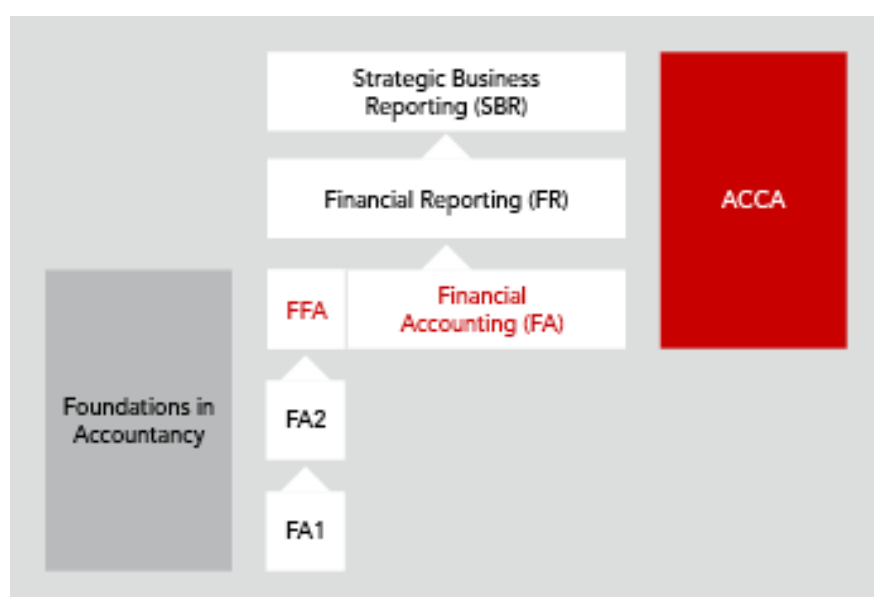 Strategic Business
Reporting (SBR)
Financial Reporting (FR)
ACCA
FFA
Financial
Accounting (FA)
Foundations in
Accountancy
FA2
FA1